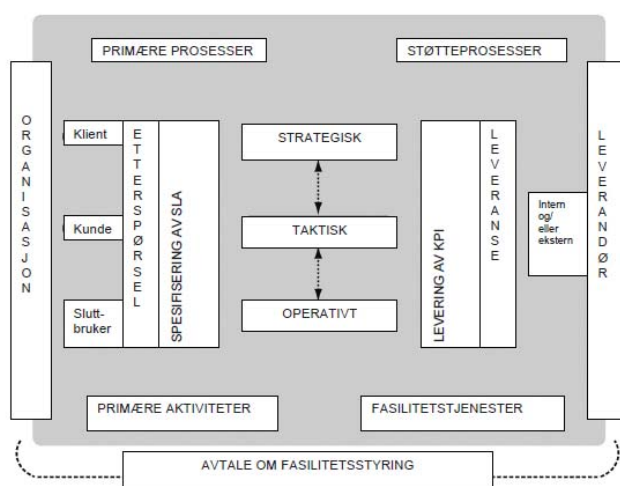 PRIMÆRE PROSESSER
STØTTEPROSESSER
ORGANISASJON
Klient
Kunde
Slutt-
bruker
ETTERSPØRSEL
SPESIFISERING AV SLA
STRATEGISK
TAKTISK
OPERATIVT
LEVERING AV KPI
LEVERANSE
Intern
og/
eller
ekstern
LEVERANDØR
PRIMÆRE AKTIVITETER
FASILITETSTJENESTER
AVTALE OM FASILITETSSTYRING